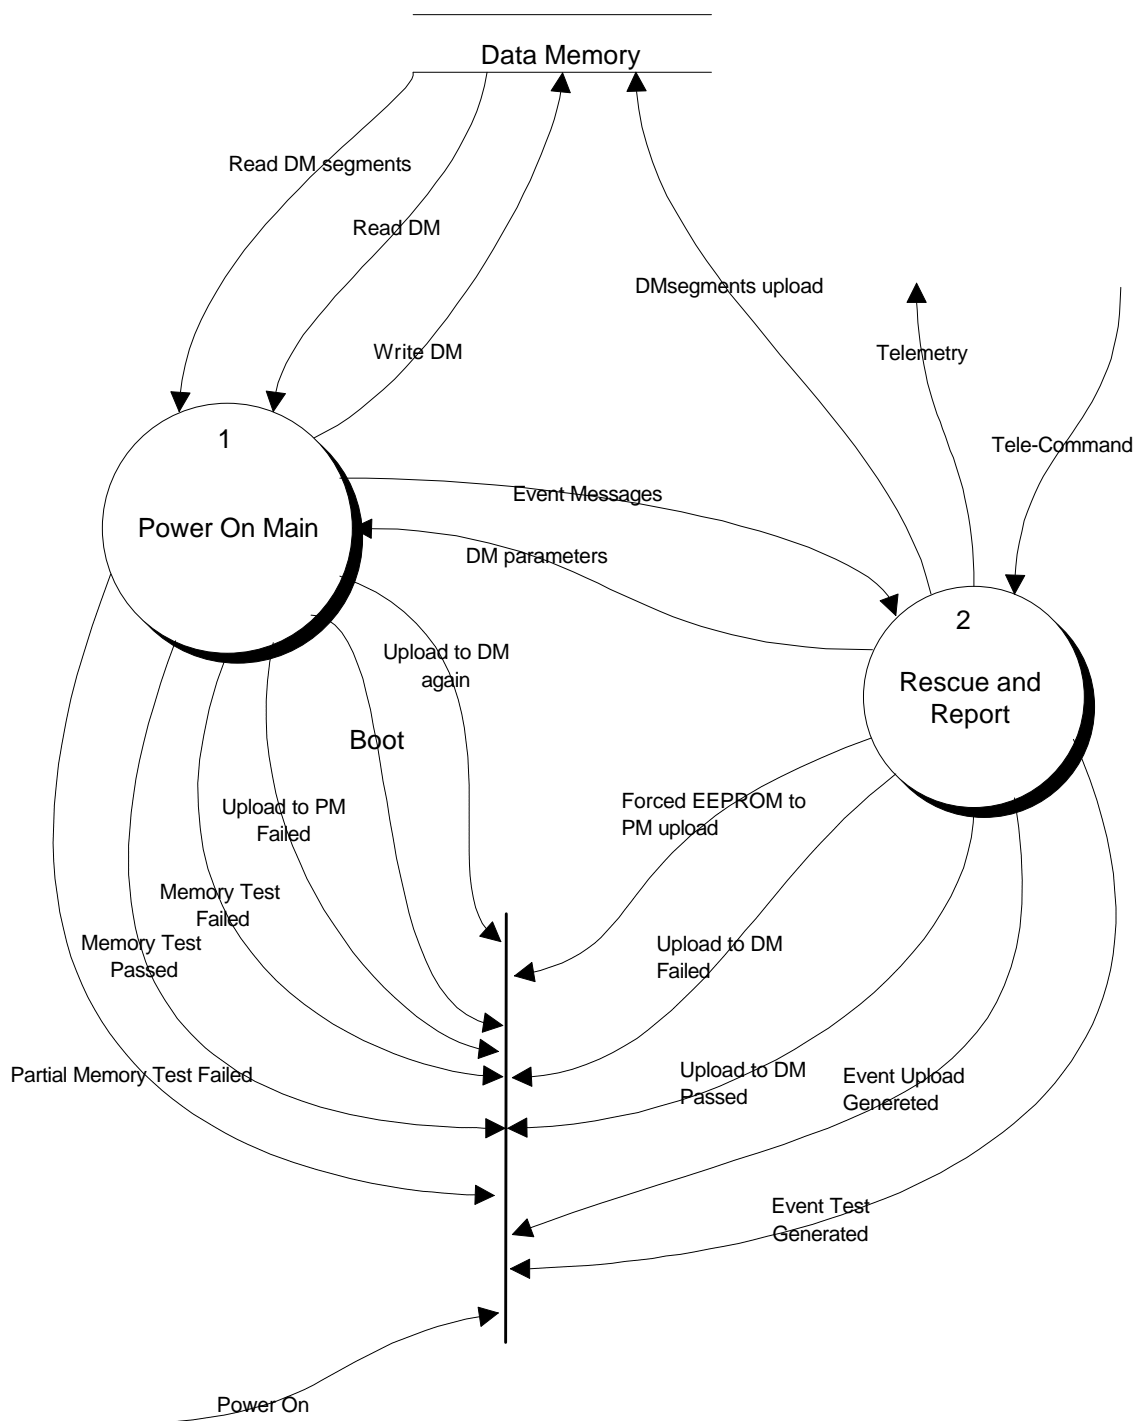 Data Memory
Read DM segments
Read DM
DMsegments upload
Write DM
Telemetry
1
Tele-Command
Event Messages
Power On Main
DM parameters
2
Upload to DM
again
Rescue and
Report
Boot
Upload to PM
Failed
Forced EEPROM to
PM upload
Memory Test
Failed
Memory Test
Passed
Upload to DM
Failed
Partial Memory Test Failed
Upload to DM
Passed
Event Upload
Genereted
Event Test
Generated
Power On